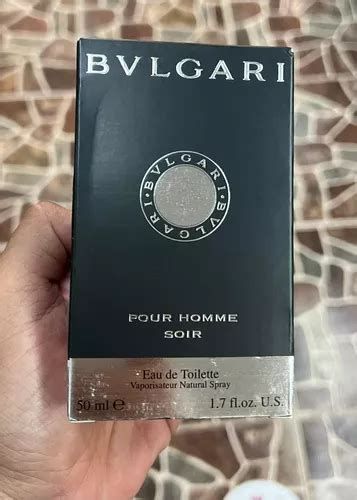 BVLGARI
BVLGARI · BVLGARI ·
POUR HOMME
SOIR
Eau de Toilette
Vaporisateur Natural Spray
50 ml ℮ 1.7 fl.oz. U.S.